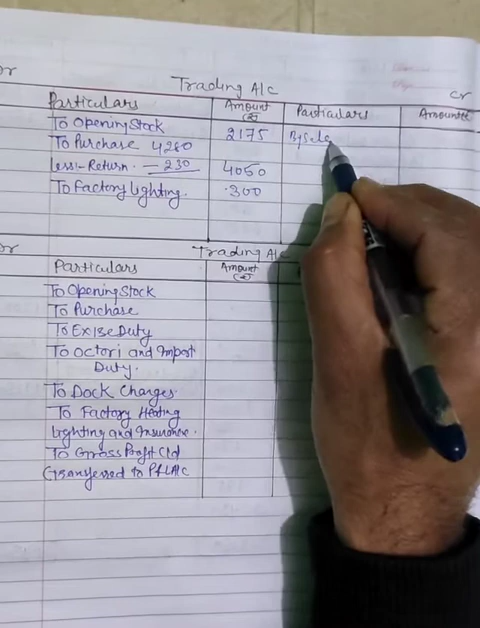 Dr Trading A/c Cr
Particulars Amount (₹) Particulars Amount(₹)
To Opening Stock 2175 By Sale
To Purchase 4280
Less:- Return. — 230 4050
To Factory Lighting. .300
Dr Trading A/c
Particulars Amount (₹)
To Opening Stock
To Purchase
To Exise Duty
To Octori and Import
Duty.
To Dock Charges.
To Factory Heating
Lighting and Insurance.
To Gross Profit C/d
(transferred to P&L A/c